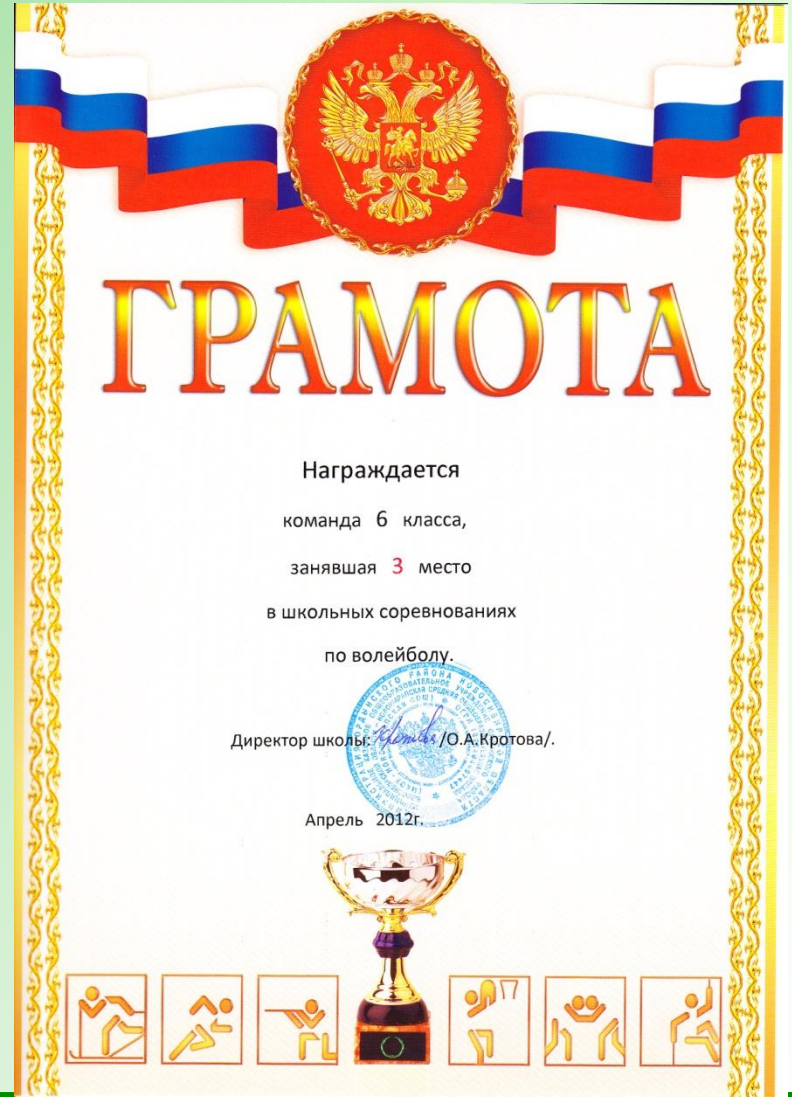 ГРАМОТА
Награждается
команда 6 класса,
занявшая 3 место
в школьных соревнованиях
по волейболу.
Директор школы: /О.А.Кротова/.
Апрель 2012г.